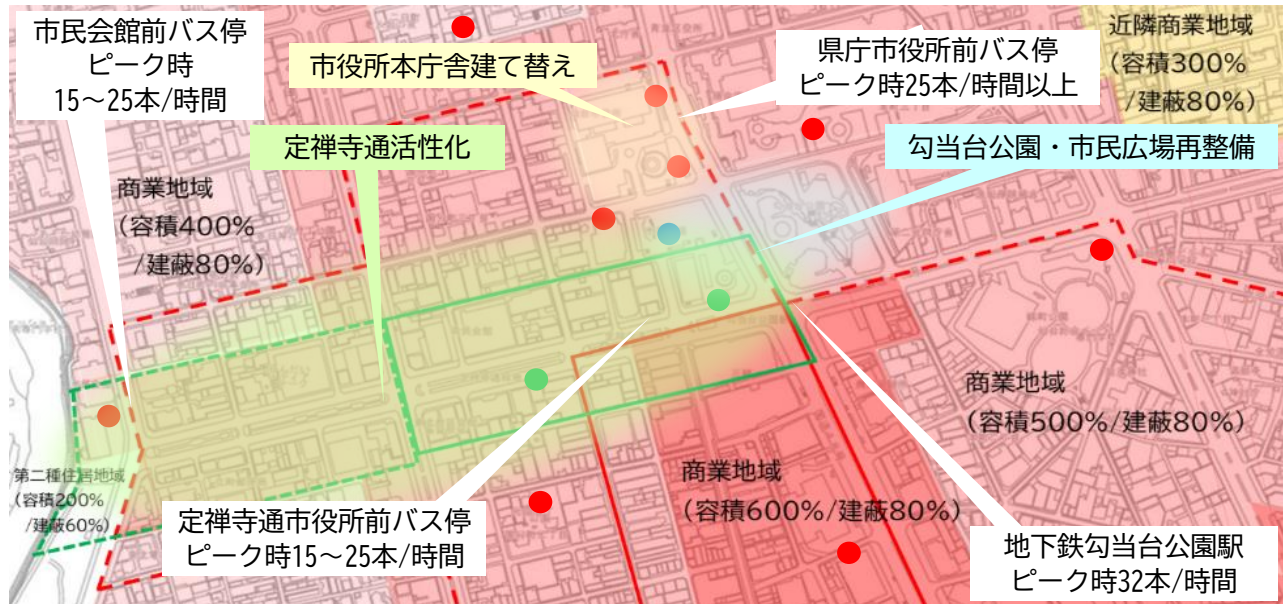 市民会館前バス停
ピーク時
15～25本/時間
市役所本庁舎建て替え
県庁市役所前バス停
ピーク時25本/時間以上
近隣商業地域
(容積300%
/建蔽80%)
定禅寺通活性化
勾当台公園・市民広場再整備
商業地域
(容積400%
/建蔽80%)
商業地域
(容積500%/建蔽80%)
商業地域
(容積600%/建蔽80%)
第二種住居地域
(容積200%
/建蔽60%)
定禅寺通市役所前バス停
ピーク時15～25本/時間
地下鉄勾当台公園駅
ピーク時32本/時間